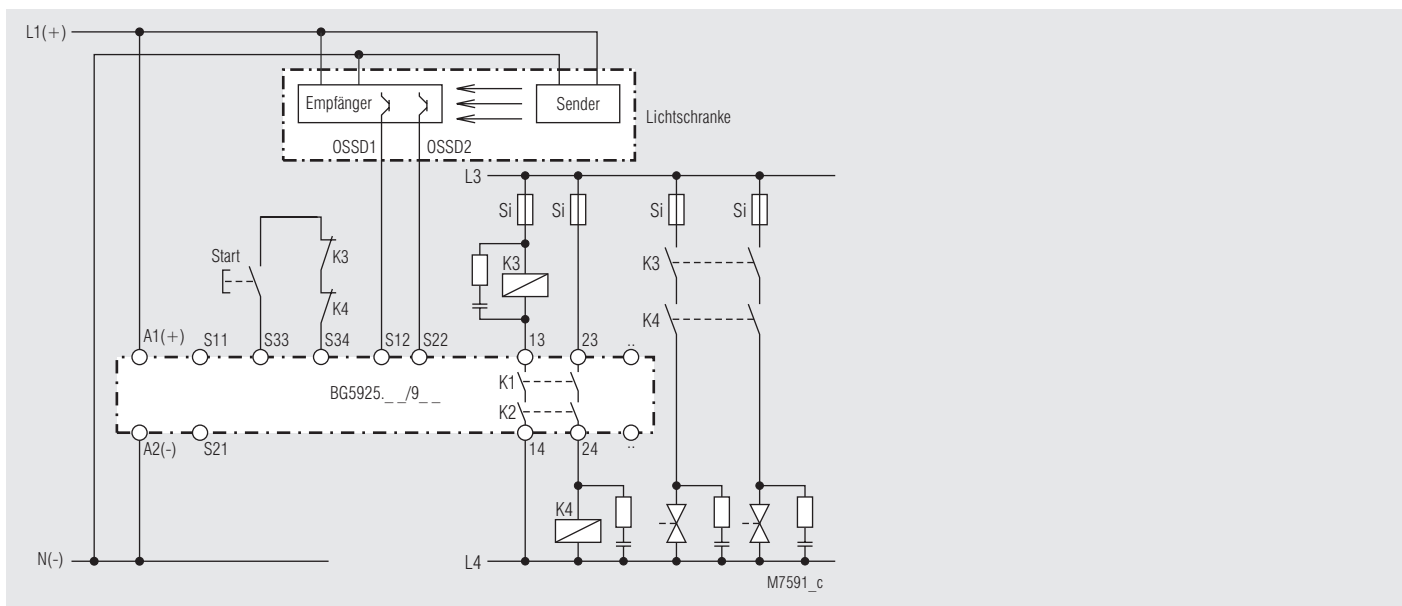 L1(+)
Empfänger
Sender
Lichtschranke
OSSD1
OSSD2
L3
Si
Si
Si
Si
Start
K3
K3
K3
K4
K4
A1(+)
S11
S33
S34
S12
S22
13
23
..
BG5925._ _/9_ _
K1
K2
A2(-)
S21
14
24
..
K4
N(-)
L4
M7591_c